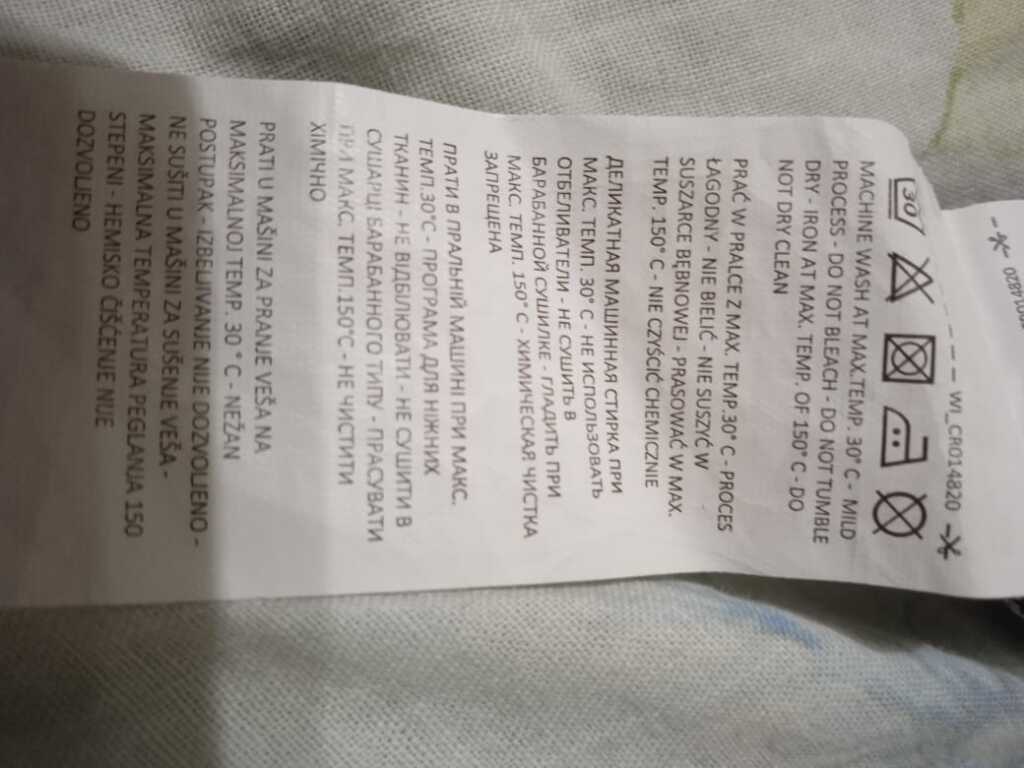 WI_CR014820
30
MACHINE WASH AT MAX.TEMP. 30° C - MILD
PROCESS - DO NOT BLEACH - DO NOT TUMBLE
DRY - IRON AT MAX. TEMP. OF 150° C - DO
NOT DRY CLEAN
PRAĆ W PRALCE Z MAX. TEMP.30° C - PROCES
ŁAGODNY - NIE BIELIĆ - NIE SUSZYĆ W
SUSZARCE BĘBNOWEJ - PRASOWAĆ W MAX.
TEMP. 150° C - NIE CZYŚCIĆ CHEMICZNIE
ДЕЛИКАТНАЯ МАШИННАЯ СТИРКА ПРИ
МАКС. ТЕМП. 30° C - НЕ ИСПОЛЬЗОВАТЬ
ОТБЕЛИВАТЕЛИ - НЕ СУШИТЬ В
БАРАБАННОЙ СУШИЛКЕ - ГЛАДИТЬ ПРИ
МАКС. ТЕМП. 150° C - ХИМИЧЕСКАЯ ЧИСТКА
ЗАПРЕЩЕНА
ПРАТИ В ПРАЛЬНІЙ МАШИНІ ПРИ МАКС.
ТЕМП.30°C - ПРОГРАМА ДЛЯ НІЖНИХ
ТКАНИН - НЕ ВІДБІЛЮВАТИ - НЕ СУШИТИ В
СУШАРЦІ БАРАБАННОГО ТИПУ - ПРАСУВАТИ
ПРИ МАКС. ТЕМП.150°C - НЕ ЧИСТИТИ
ХІМІЧНО
PRATI U MAŠINI ZA PRANJE VEŠA NA
MAKSIMALNOJ TEMP. 30 ° C - NEŽAN
POSTUPAK - IZBELJIVANJE NIJE DOZVOLJENO -
NE SUŠITI U MAŠINI ZA SUŠENJE VEŠA -
MAKSIMALNA TEMPERATURA PEGLANJA 150
STEPENI - HEMISKO ČIŠĆENJE NIJE
DOZVOLJENO